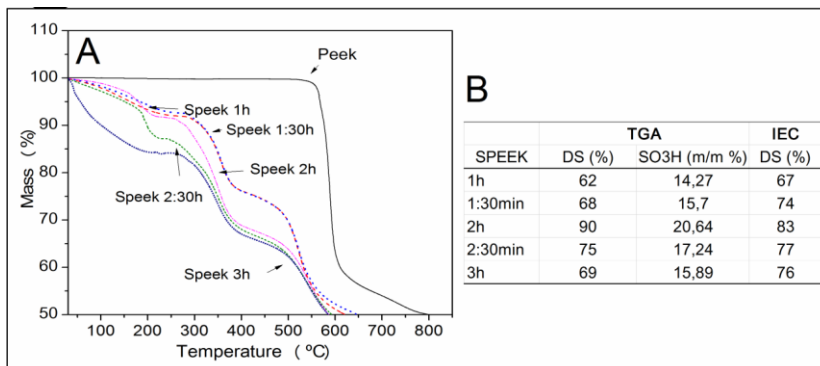 A
Peek
Speek 1h
Speek 1:30h
Speek 2h
Speek 2:30h
Speek 3h
Mass (%)
100
90
80
70
60
50
100 200 300 400 500 600 700 800
Temperature (ºC)
B
TGA IEC
SPEEK DS (%) SO3H (m/m %) DS (%)
1h 62 14,27 67
1:30min 68 15,7 74
2h 90 20,64 83
2:30min 75 17,24 77
3h 69 15,89 76